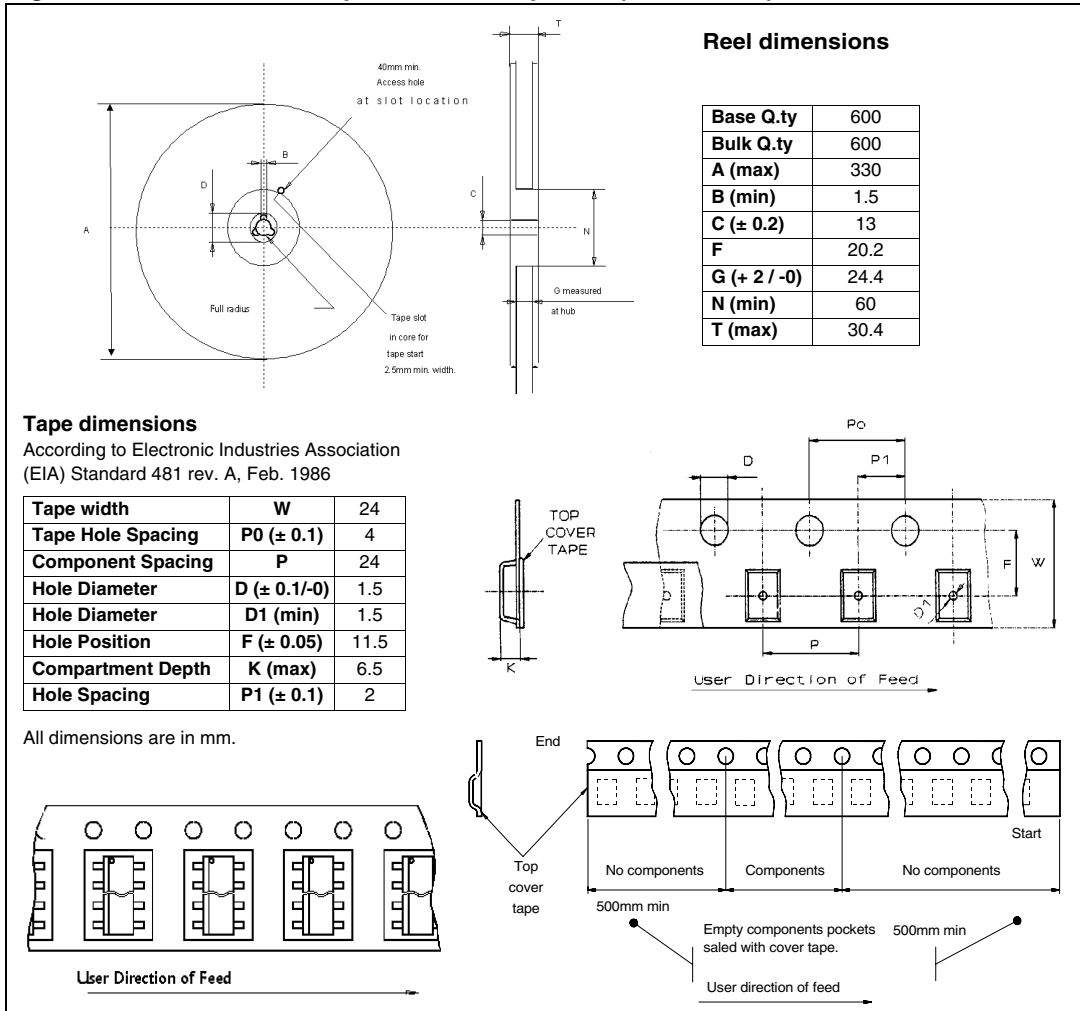 T
Reel dimensions
40mm min.
Access hole
at slot location
B
D
C
A
N
Full radius
Tape slot
in core for
tape start
2.5mm min. width.
G measured
at hub
Base Q.ty 600
Bulk Q.ty 600
A (max) 330
B (min) 1.5
C (± 0.2) 13
F 20.2
G (+ 2 / -0) 24.4
N (min) 60
T (max) 30.4
Tape dimensions
According to Electronic Industries Association
(EIA) Standard 481 rev. A, Feb. 1986
Tape width W 24
Tape Hole Spacing P0 (± 0.1) 4
Component Spacing P 24
Hole Diameter D (± 0.1/-0) 1.5
Hole Diameter D1 (min) 1.5
Hole Position F (± 0.05) 11.5
Compartment Depth K (max) 6.5
Hole Spacing P1 (± 0.1) 2
All dimensions are in mm.
TOP
COVER
TAPE
K
Po
D
P1
F
W
D1
P
User Direction of Feed
End
Start
Top
cover
tape
No components
Components
No components
500mm min
Empty components pockets
saled with cover tape.
500mm min
User direction of feed
User Direction of Feed